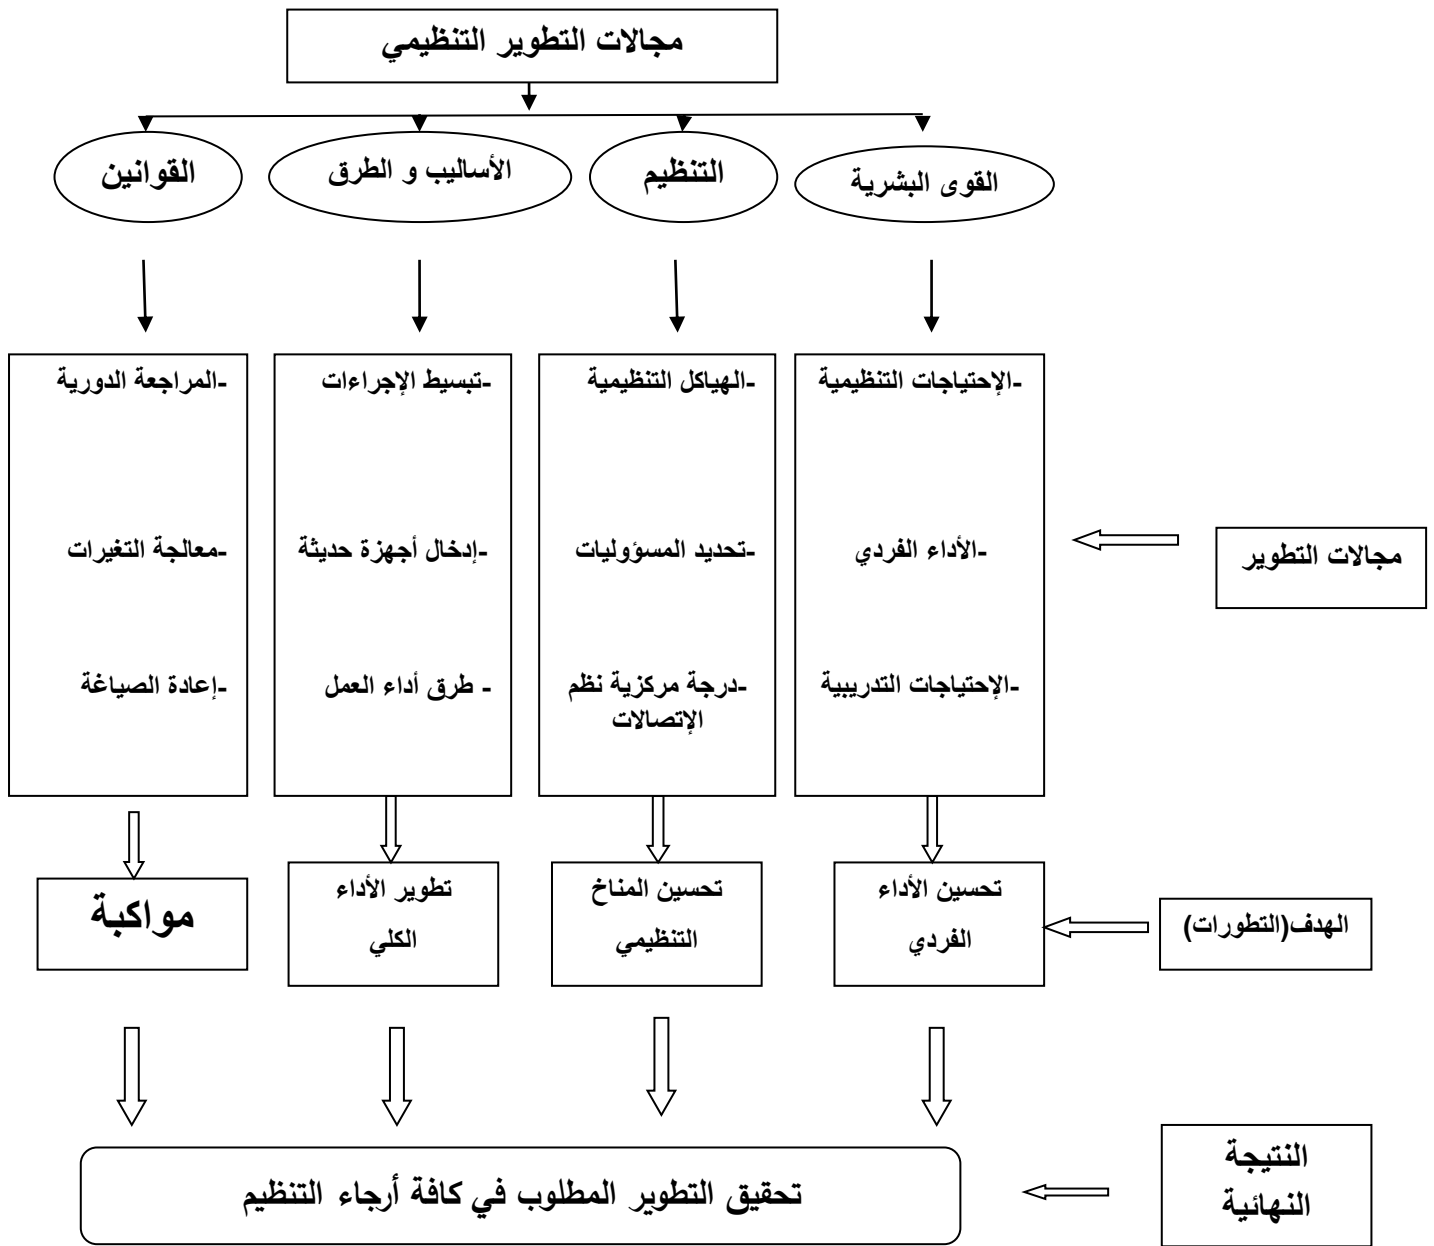 مجالات التطوير التنظيمي
القوى البشرية
التنظيم
الأساليب و الطرق
القوانين
-الإحتياجات التنظيمية
-الأداء الفردي
-الإحتياجات التدريبية
-الهياكل التنظيمية
-تحديد المسؤوليات
-درجة مركزية نظم
الإتصالات
-تبسيط الإجراءات
-إدخال أجهزة حديثة
- طرق أداء العمل
-المراجعة الدورية
-معالجة التغيرات
-إعادة الصياغة
مجالات التطوير
تحسين الأداء
الفردي
تحسين المناخ
التنظيمي
تطوير الأداء
الكلي
مواكبة
الهدف(التطورات)
تحقيق التطوير المطلوب في كافة أرجاء التنظيم
النتيجة
النهائية